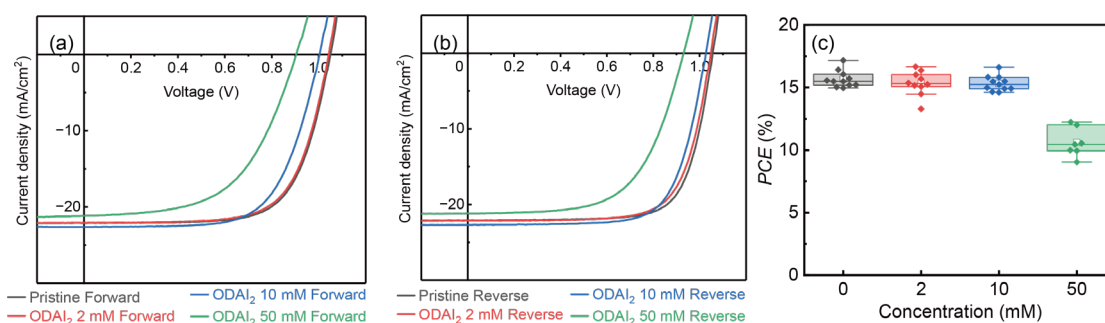 (a)
0
0.2
0.4
0.6
0.8
1.0
Voltage (V)
−10
−20
Current density (mA/cm²)
Pristine Forward
ODAI₂ 10 mM Forward
ODAI₂ 2 mM Forward
ODAI₂ 50 mM Forward
(b)
0
0.2
0.4
0.6
0.8
1.0
Voltage (V)
−10
−20
Current density (mA/cm²)
Pristine Reverse
ODAI₂ 10 mM Reverse
ODAI₂ 2 mM Reverse
ODAI₂ 50 mM Reverse
(c)
20
15
10
5
0
PCE (%)
0
2
10
50
Concentration (mM)